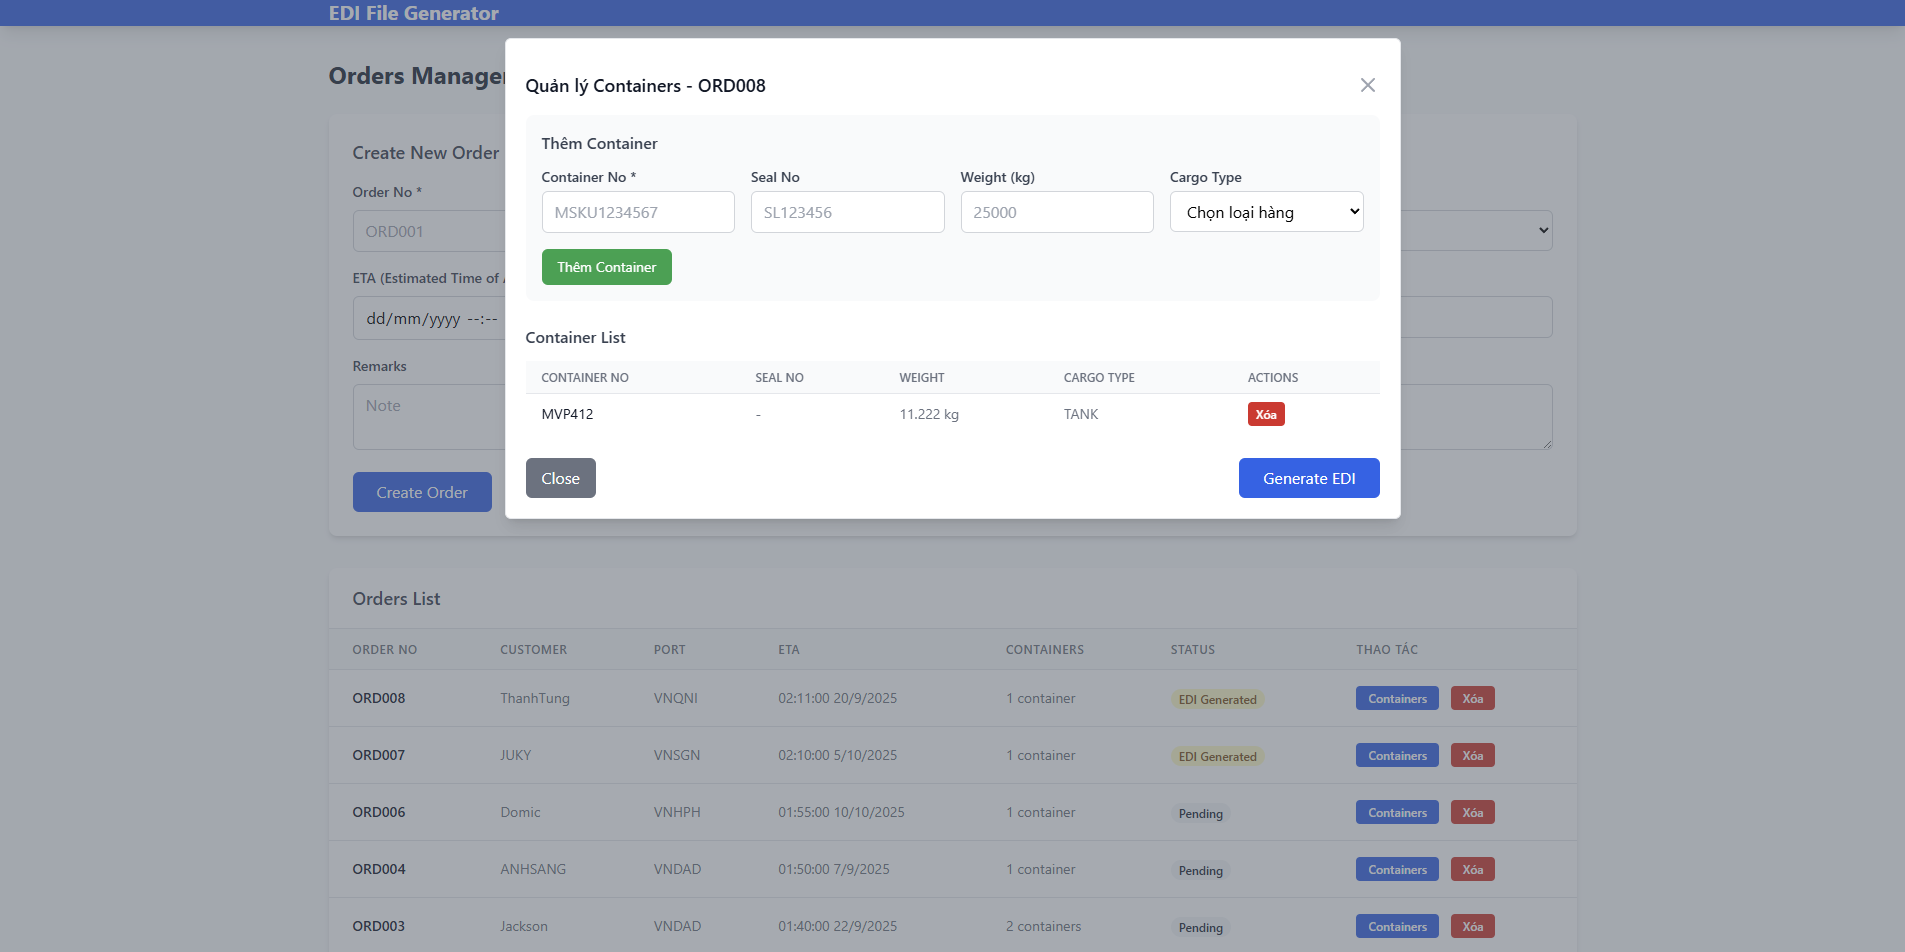 EDI File Generator
Orders Manage
Create New Order
Order No *
ORD001
ETA (Estimated Time of
dd/mm/yyyy --:--
Remarks
Note
Create Order
Quản lý Containers - ORD008
Thêm Container
Container No * Seal No Weight (kg) Cargo Type
MSKU1234567 SL123456 25000 Chọn loại hàng
Thêm Container
Container List
CONTAINER NO SEAL NO WEIGHT CARGO TYPE ACTIONS
MVP412 - 11.222 kg TANK Xóa
Close Generate EDI
Orders List
ORDER NO CUSTOMER PORT ETA CONTAINERS STATUS THAO TÁC
ORD008 ThanhTung VNQNI 02:11:00 20/9/2025 1 container EDI Generated Containers Xóa
ORD007 JUKY VNSGN 02:10:00 5/10/2025 1 container EDI Generated Containers Xóa
ORD006 Domic VNHPH 01:55:00 10/10/2025 1 container Pending Containers Xóa
ORD004 ANHSANG VNDAD 01:50:00 7/9/2025 1 container Pending Containers Xóa
ORD003 Jackson VNDAD 01:40:00 22/9/2025 2 containers Pending Containers Xóa